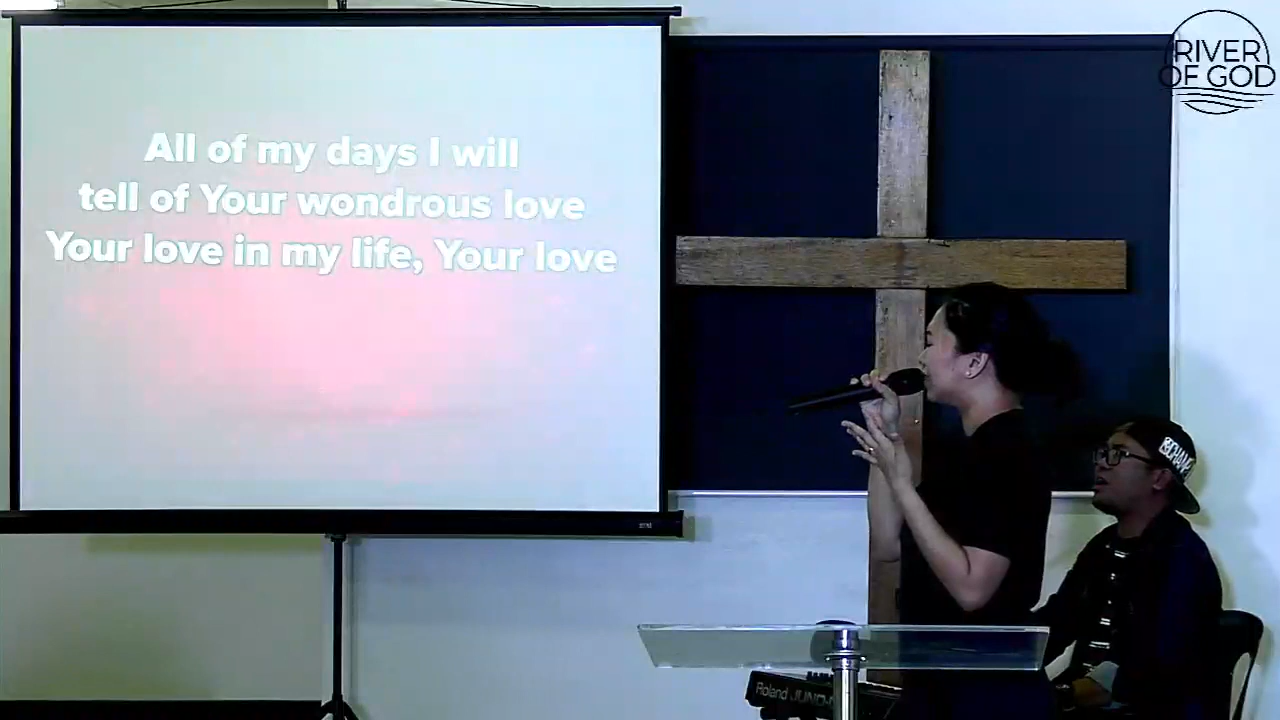 All of my days I will
tell of Your wondrous love
Your love in my life, Your love
RIVER
OF GOD
Roland JUNO